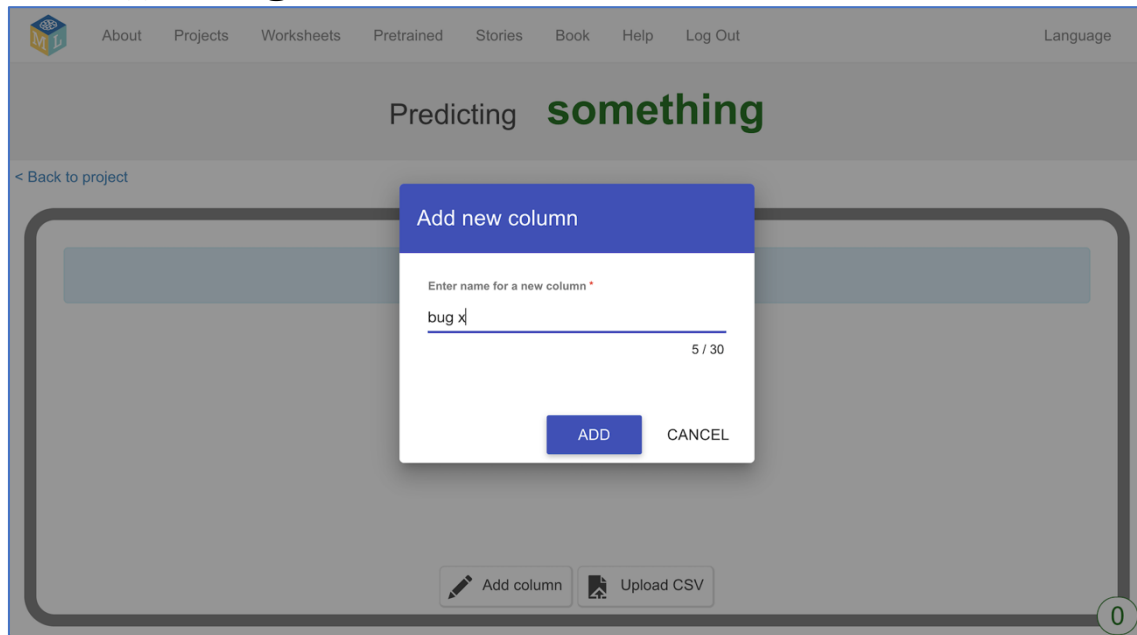 M L
About Projects Worksheets Pretrained Stories Book Help Log Out Language
Predicting something
< Back to project
Add new column
Enter name for a new column *
bug x
5 / 30
ADD CANCEL
Add column Upload CSV
0